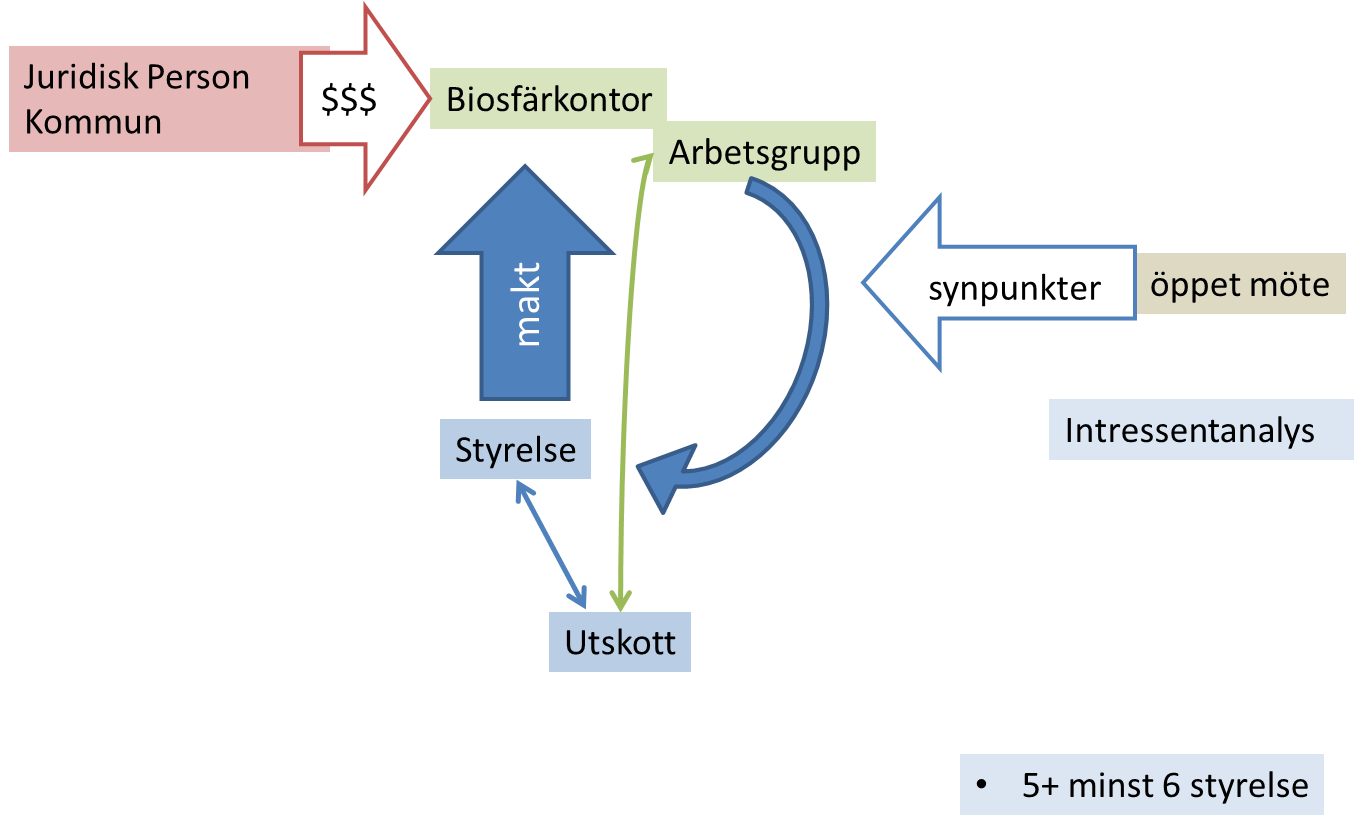 Juridisk Person
Kommun
$$$
Biosfärkontor
Arbetsgrupp
makt
synpunkter
öppet möte
Intressentanalys
Styrelse
Utskott
• 5+ minst 6 styrelse